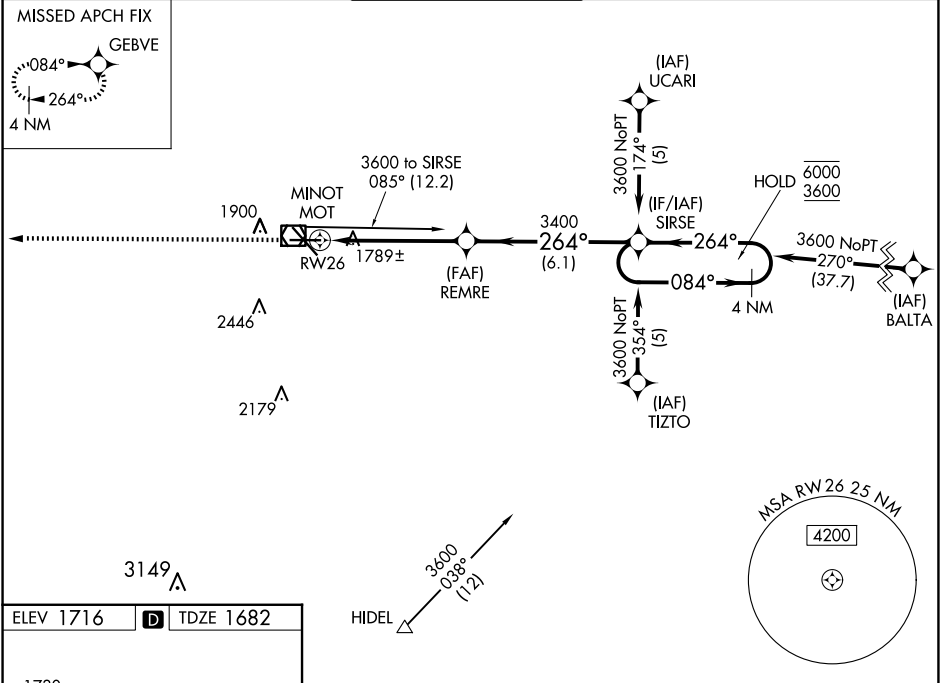 MISSED APCH FIX
GEBVE
084°
264°
4 NM
(IAF)
UCARI
3600 NoPT
174°
(5)
3600 to SIRSE
085° (12.2)
HOLD
6000
3600
MINOT
MOT
1900
(IF/IAF)
SIRSE
3400
264°
(6.1)
264°
3600 NoPT
270°
(37.7)
1789±
RW26
(FAF)
REMRE
084°
4 NM
(IAF)
BALTA
2446
3600 NoPT
354°
(5)
2179
(IAF)
TIZTO
MSA RW26 25 NM
4200
3149
3600
038°
(12)
HIDEL
ELEV 1716
D
TDZE 1682